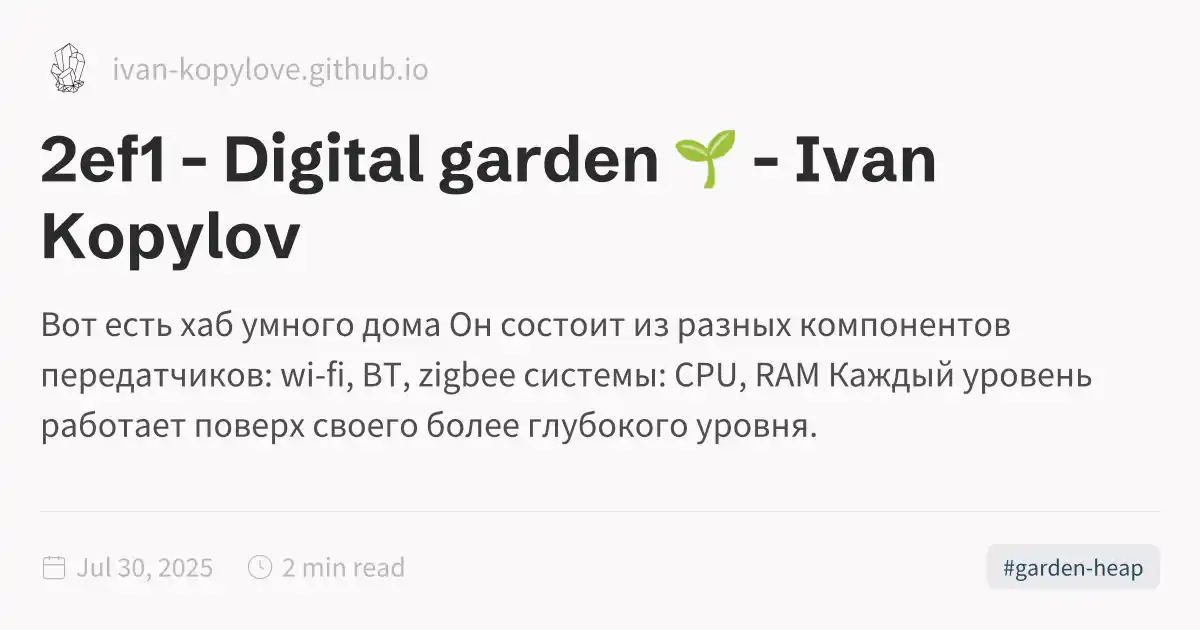 ivan-kopylove.github.io
2ef1 - Digital garden 🌱 - Ivan
Kopylov
Вот есть хаб умного дома Он состоит из разных компонентов
передатчиков: wi-fi, BT, zigbee системы: CPU, RAM Каждый уровень
работает поверх своего более глубокого уровня.
Jul 30, 2025 2 min read
#garden-heap